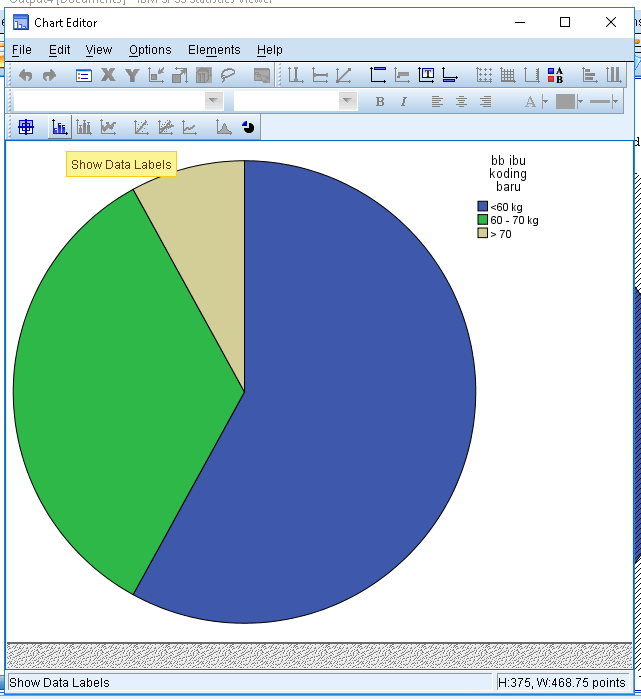 Chart Editor
File Edit View Options Elements Help
X Y
B I A
Show Data Labels
bb ibu
koding
baru
<60 kg
60 - 70 kg
> 70
Show Data Labels
H:375, W:468.75 points